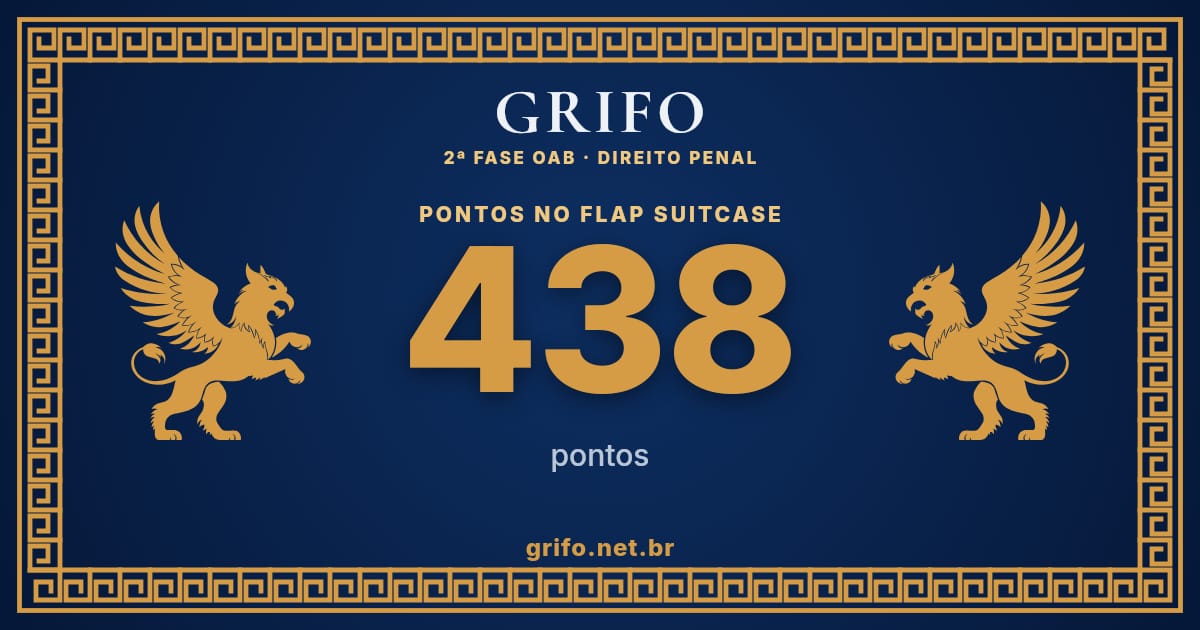 GRIFO
2ª FASE OAB · DIREITO PENAL
PONTOS NO FLAP SUITCASE
438
pontos
grifo.net.br